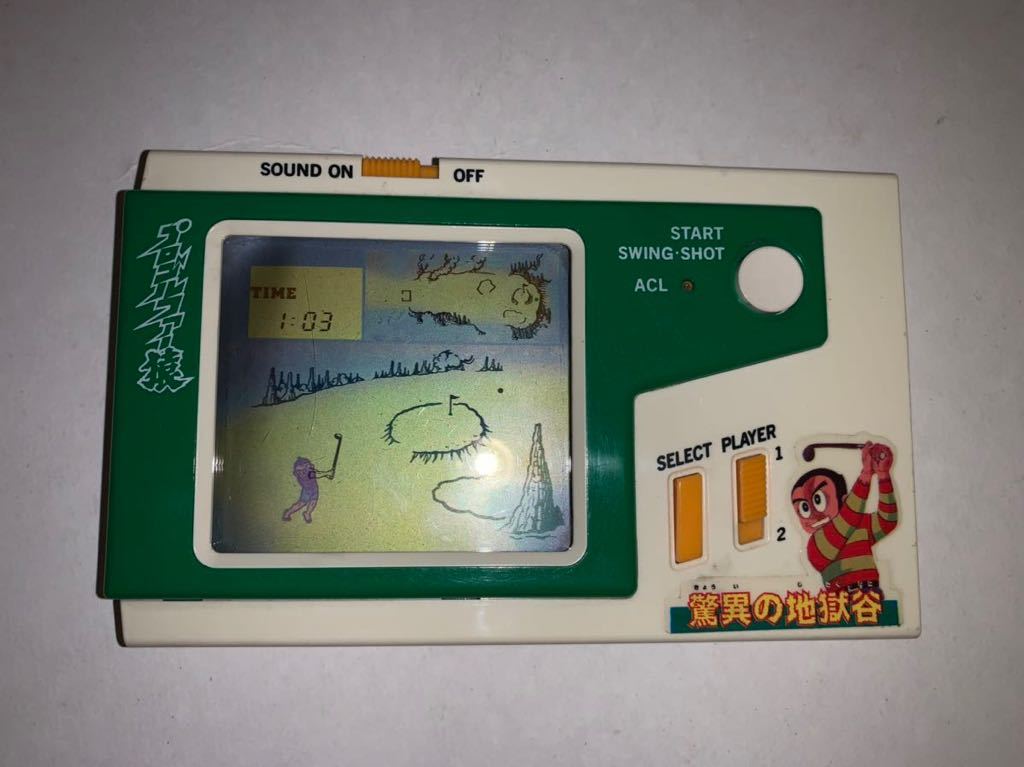 SOUND ON OFF
プロゴルファー猿
START
SWING·SHOT
ACL
TIME
1:03
SELECT PLAYER
1
2
きょう い じ ごく だに
驚異の地獄谷